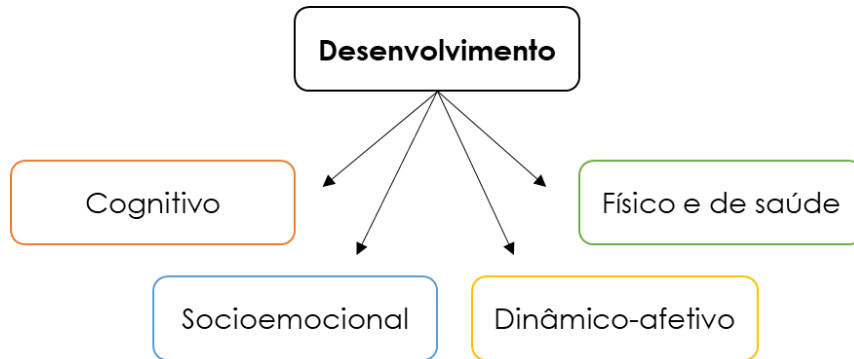 Desenvolvimento
Cognitivo
Físico e de saúde
Socioemocional
Dinâmico-afetivo